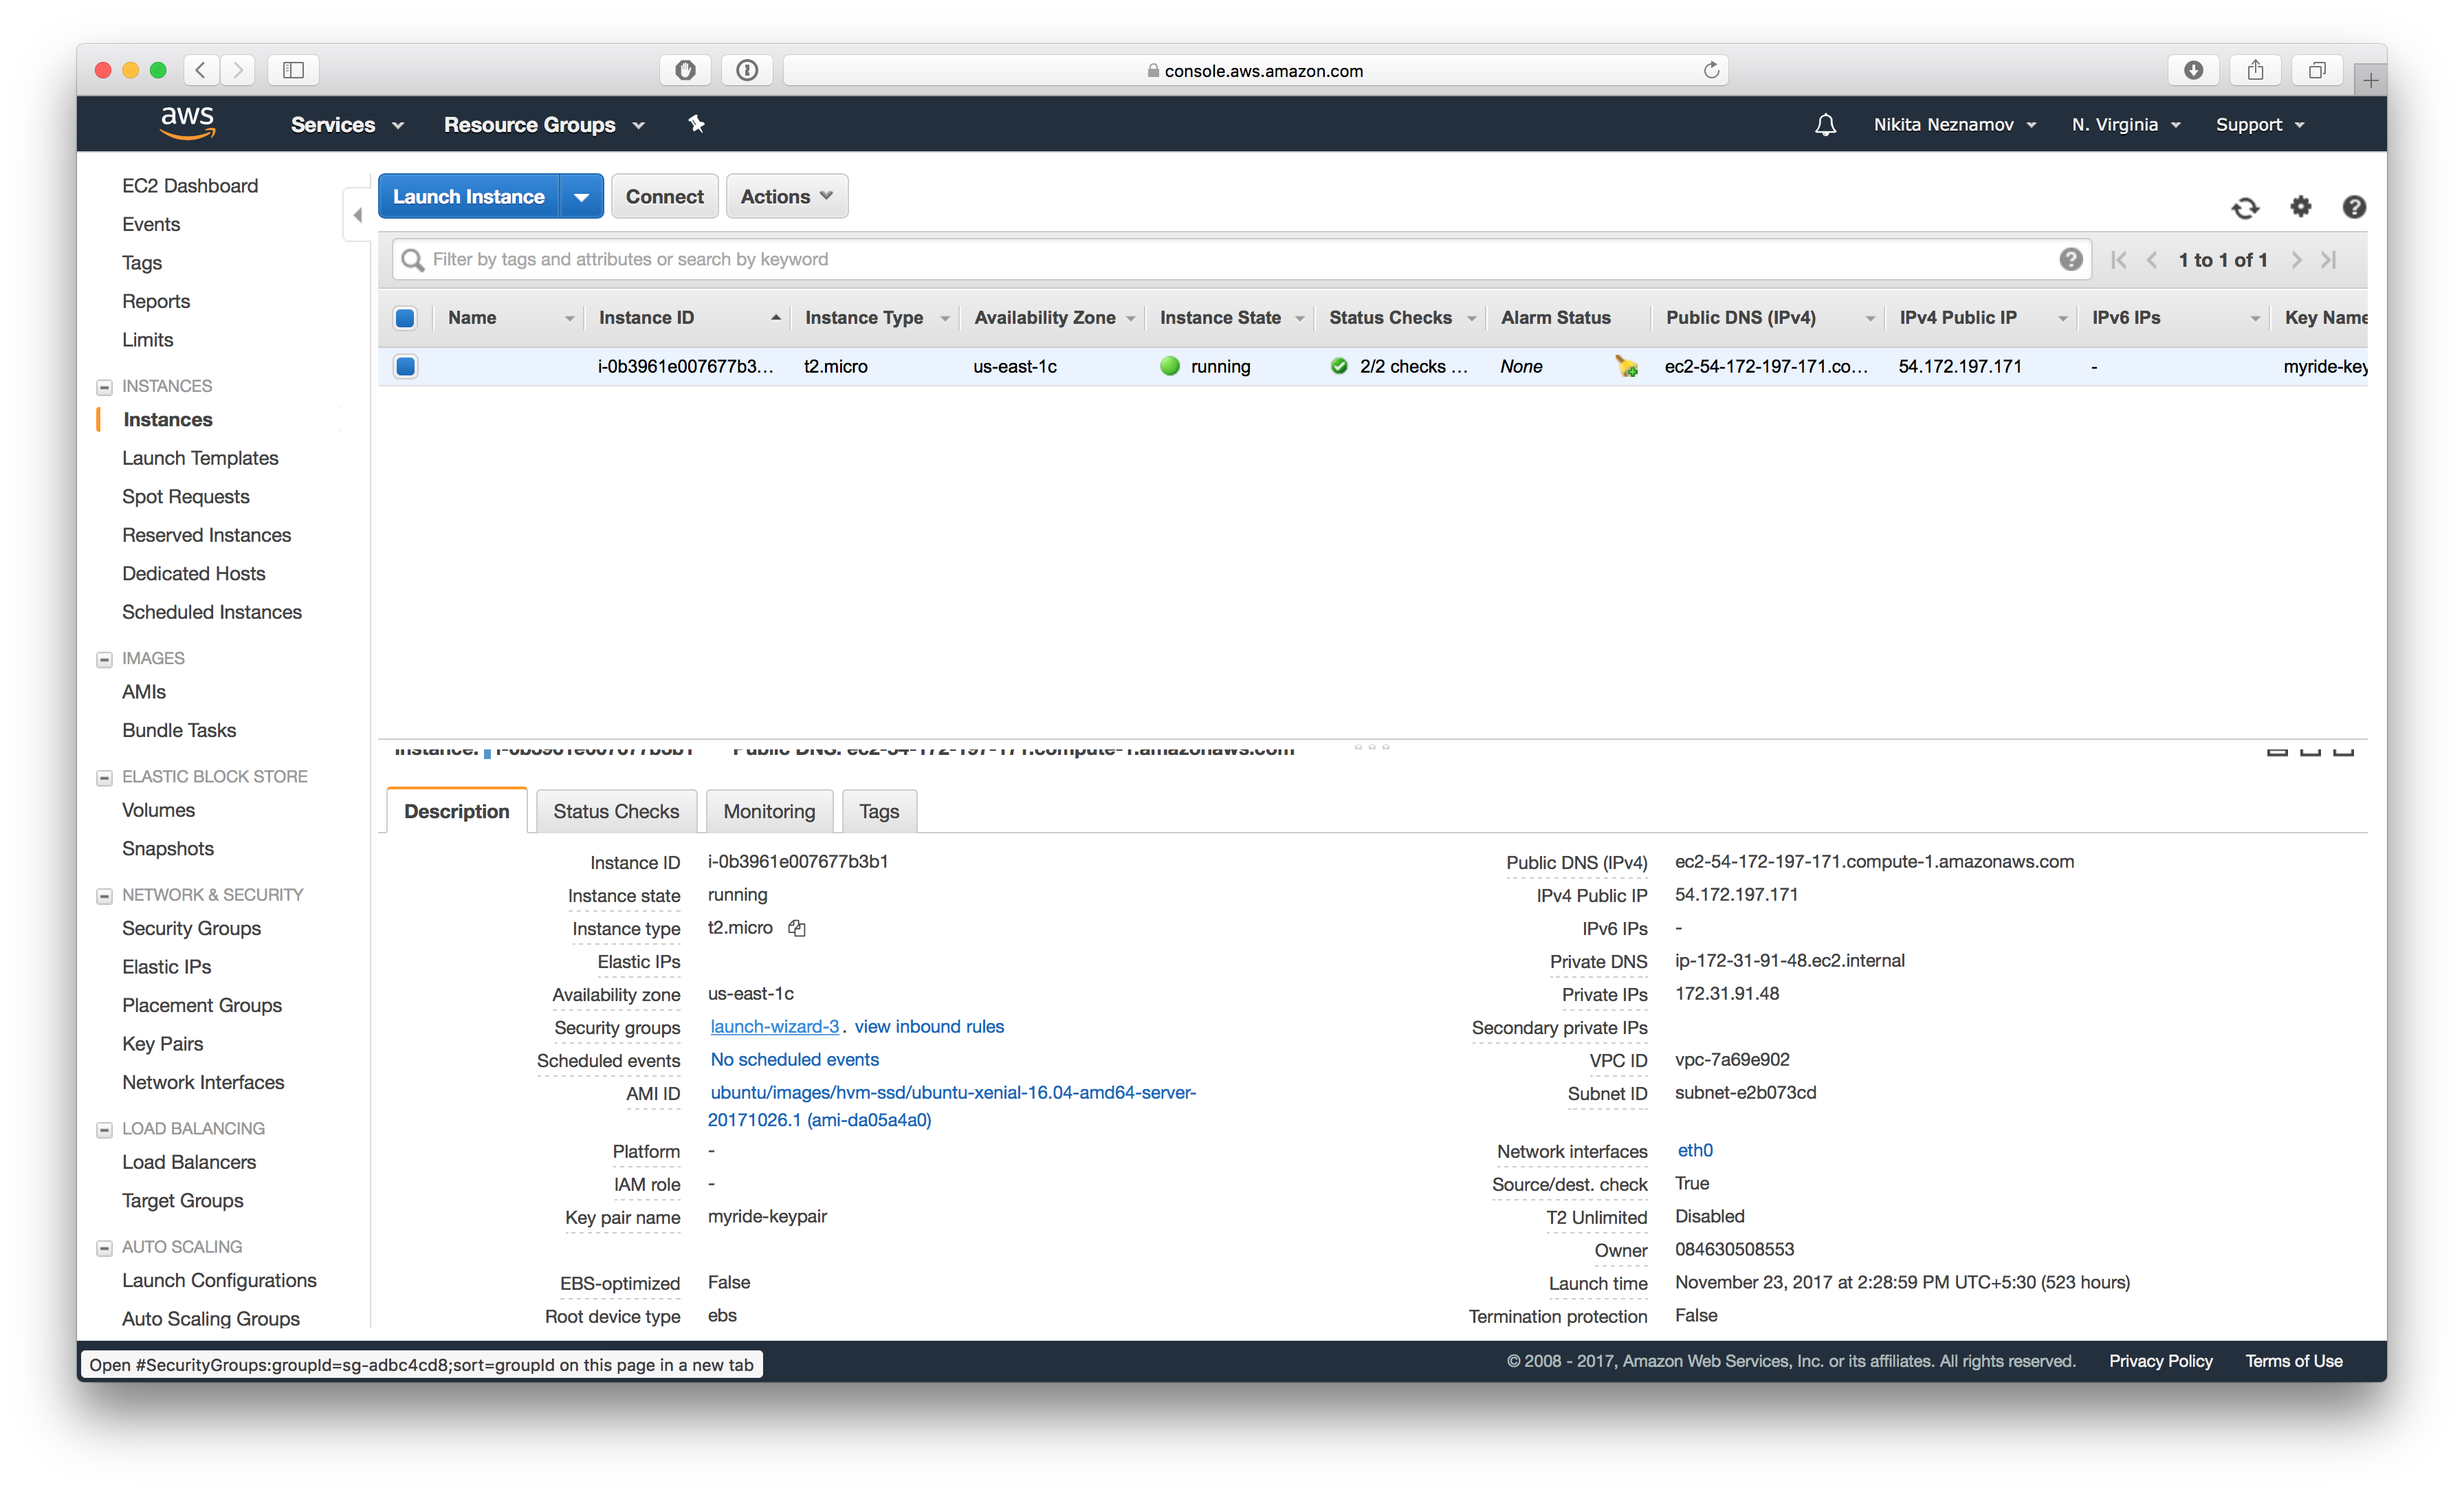 console.aws.amazon.com
aws Services Resource Groups Nikita Neznamov N. Virginia Support
EC2 Dashboard
Events
Tags
Reports
Limits
INSTANCES
Instances
Launch Templates
Spot Requests
Reserved Instances
Dedicated Hosts
Scheduled Instances
IMAGES
AMIs
Bundle Tasks
ELASTIC BLOCK STORE
Volumes
Snapshots
NETWORK & SECURITY
Security Groups
Elastic IPs
Placement Groups
Key Pairs
Network Interfaces
LOAD BALANCING
Load Balancers
Target Groups
AUTO SCALING
Launch Configurations
Auto Scaling Groups
Launch Instance Connect Actions
Filter by tags and attributes or search by keyword 1 to 1 of 1
Name Instance ID Instance Type Availability Zone Instance State Status Checks Alarm Status Public DNS (IPv4) IPv4 Public IP IPv6 IPs Key Name
i-0b3961e007677b3... t2.micro us-east-1c running 2/2 checks ... None ec2-54-172-197-171.co... 54.172.197.171 - myride-key
Instance: i-0b3961e007677b3b1 Public DNS: ec2-54-172-197-171.compute-1.amazonaws.com
Description Status Checks Monitoring Tags
Instance ID i-0b3961e007677b3b1
Instance state running
Instance type t2.micro
Elastic IPs
Availability zone us-east-1c
Security groups launch-wizard-3. view inbound rules
Scheduled events No scheduled events
AMI ID ubuntu/images/hvm-ssd/ubuntu-xenial-16.04-amd64-server-
20171026.1 (ami-da05a4a0)
Platform -
IAM role -
Key pair name myride-keypair
EBS-optimized False
Root device type ebs
Public DNS (IPv4) ec2-54-172-197-171.compute-1.amazonaws.com
IPv4 Public IP 54.172.197.171
IPv6 IPs -
Private DNS ip-172-31-91-48.ec2.internal
Private IPs 172.31.91.48
Secondary private IPs
VPC ID vpc-7a69e902
Subnet ID subnet-e2b073cd
Network interfaces eth0
Source/dest. check True
T2 Unlimited Disabled
Owner 084630508553
Launch time November 23, 2017 at 2:28:59 PM UTC+5:30 (523 hours)
Termination protection False
Open #SecurityGroups:groupId=sg-adbc4cd8;sort=groupId on this page in a new tab
© 2008 - 2017, Amazon Web Services, Inc. or its affiliates. All rights reserved. Privacy Policy Terms of Use